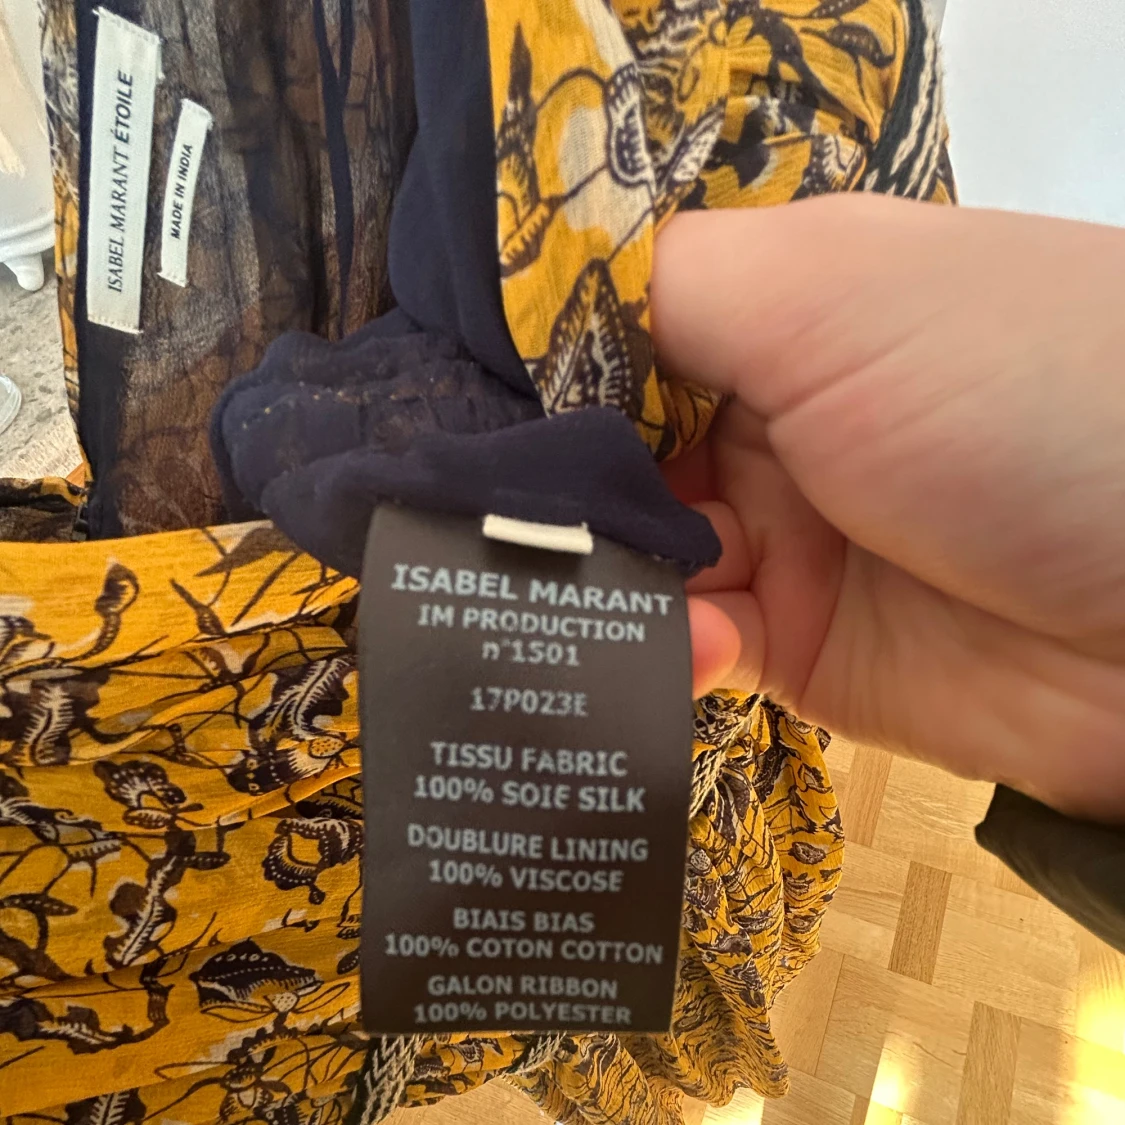 ISABEL MARANT ÉTOILE
MADE IN INDIA
ISABEL MARANT
IM PRODUCTION
n°1501
17P023E
TISSU FABRIC
100% SOIE SILK
DOUBLURE LINING
100% VISCOSE
BIAIS BIAS
100% COTON COTTON
GALON RIBBON
100% POLYESTER